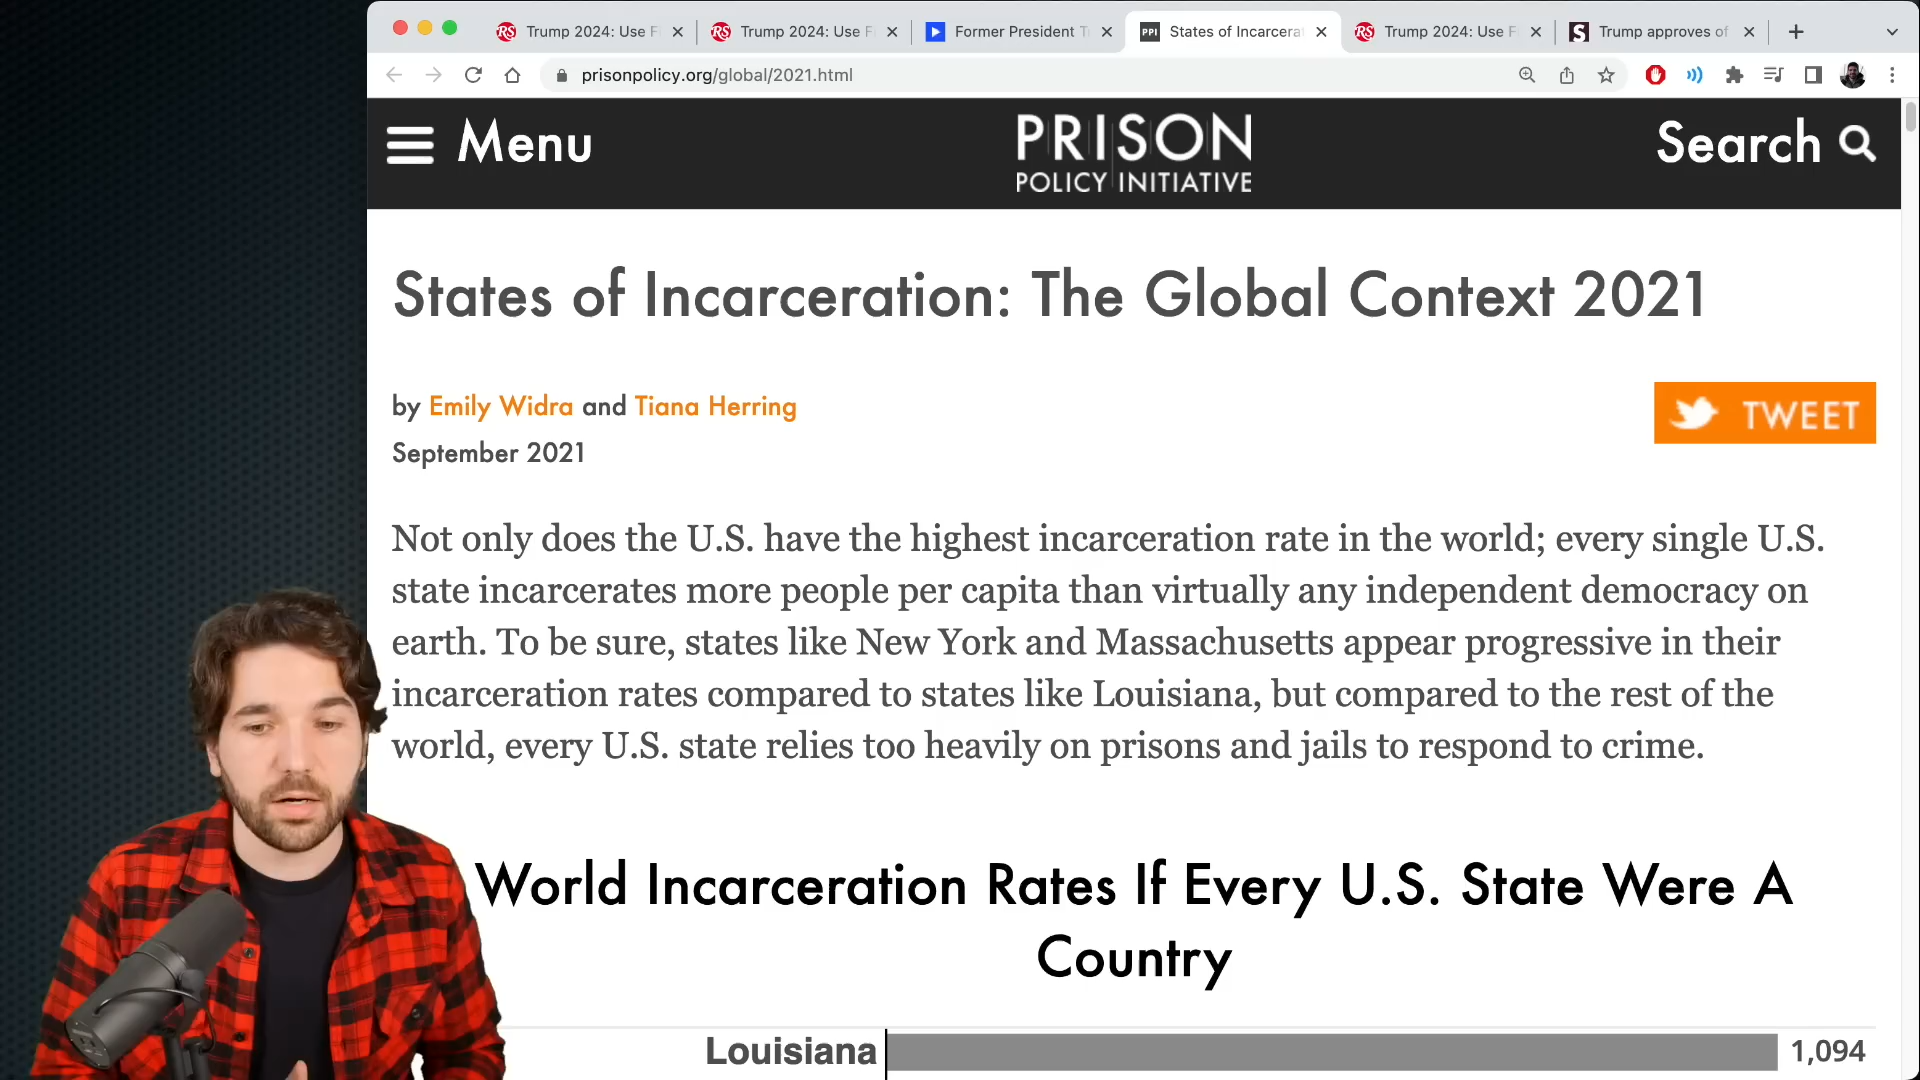 Trump 2024: Use F
Trump 2024: Use F
Former President T
PPI
States of Incarcera
Trump 2024: Use F
Trump approves of
prisonpolicy.org/global/2021.html
Menu
PRISON
POLICY INITIATIVE
Search
States of Incarceration: The Global Context 2021
by Emily Widra and Tiana Herring
September 2021
TWEET
Not only does the U.S. have the highest incarceration rate in the world; every single U.S.
state incarcerates more people per capita than virtually any independent democracy on
earth. To be sure, states like New York and Massachusetts appear progressive in their
incarceration rates compared to states like Louisiana, but compared to the rest of the
world, every U.S. state relies too heavily on prisons and jails to respond to crime.
World Incarceration Rates If Every U.S. State Were A
Country
Louisiana 1,094